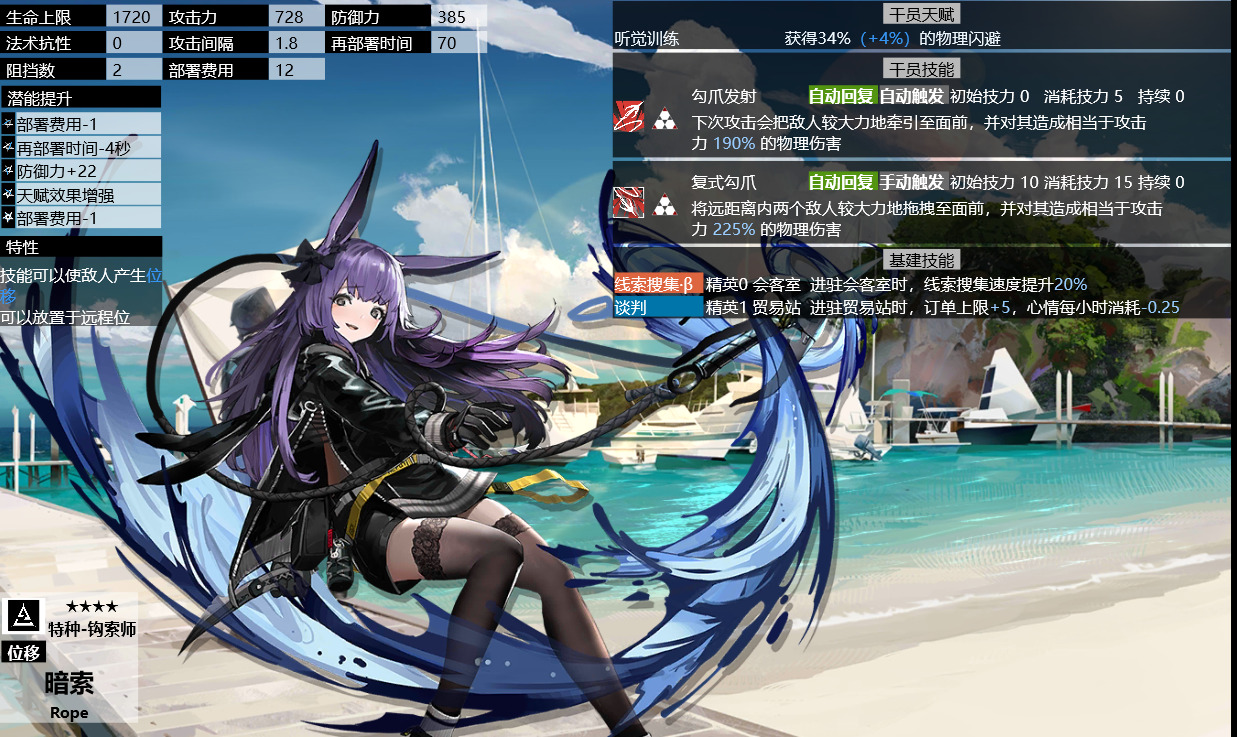 生命上限 1720 攻击力 728 防御力 385
法术抗性 0 攻击间隔 1.8 再部署时间 70
阻挡数 2 部署费用 12
潜能提升
部署费用-1
再部署时间-4秒
防御力+22
天赋效果增强
部署费用-1
特性
技能可以使敌人产生位
移
可以放置于远程位
干员天赋
听觉训练 获得34%（+4%）的物理闪避
干员技能
勾爪发射 自动回复 自动触发 初始技力 0 消耗技力 5 持续 0
下次攻击会把敌人较大力地牵引至面前，并对其造成相当于攻击
力 190% 的物理伤害
复式勾爪 自动回复 手动触发 初始技力 10 消耗技力 15 持续 0
将远距离内两个敌人较大力地拖拽至面前，并对其造成相当于攻击
力 225% 的物理伤害
基建技能
线索搜集·β 精英0 会客室 进驻会客室时，线索搜集速度提升20%
谈判 精英1 贸易站 进驻贸易站时，订单上限+5，心情每小时消耗-0.25
★★★★
特种-钩索师
位移
暗索
Rope